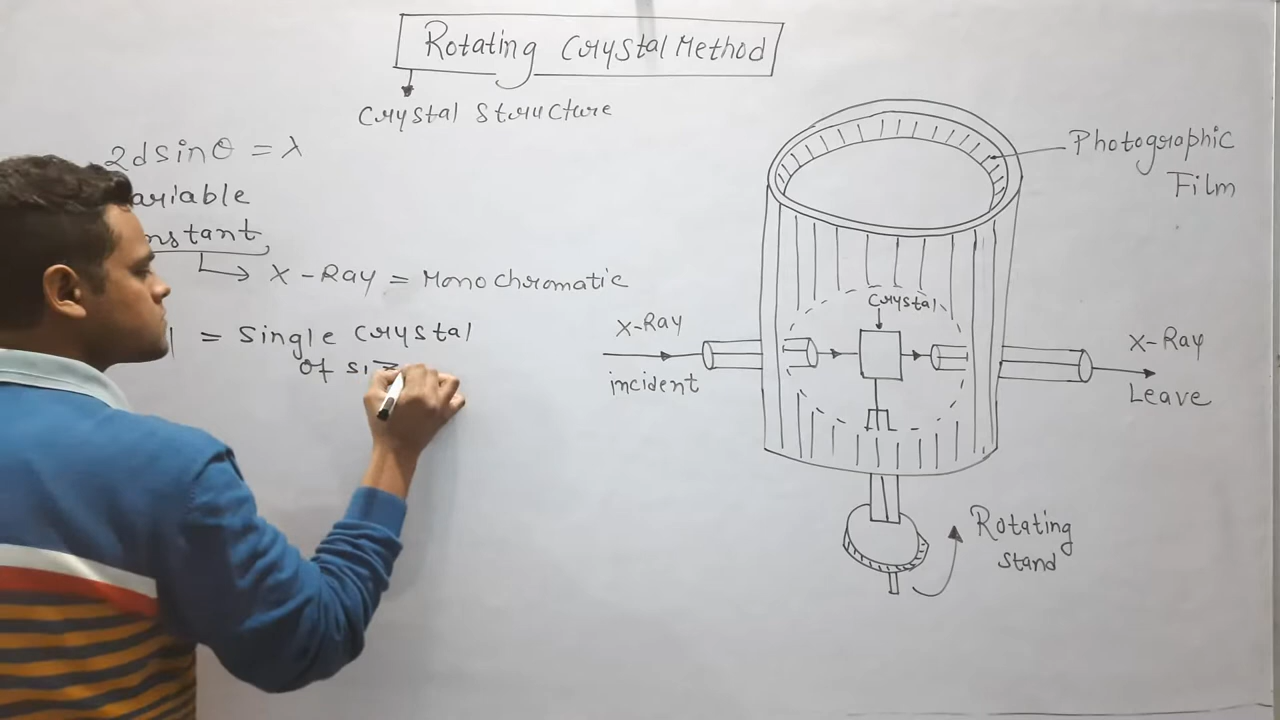 Rotating Crystal Method
Crystal Structure
2dsinθ = λ
ariable
nstant
X-Ray = Monochromatic
= Single Crystal
of siz
Photographic
Film
Crystal
X-Ray
incident
X-Ray
Leave
Rotating
stand